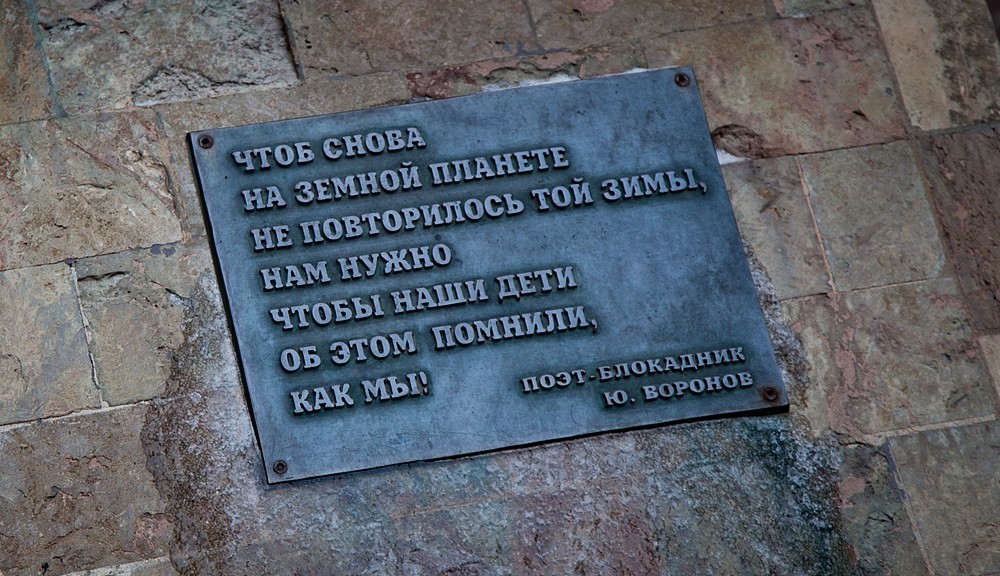 ЧТОБ СНОВА
НА ЗЕМНОЙ ПЛАНЕТЕ
НЕ ПОВТОРИЛОСЬ ТОЙ ЗИМЫ,
НАМ НУЖНО
ЧТОБЫ НАШИ ДЕТИ
ОБ ЭТОМ ПОМНИЛИ,
КАК МЫ!
ПОЭТ-БЛОКАДНИК
Ю. ВОРОНОВ